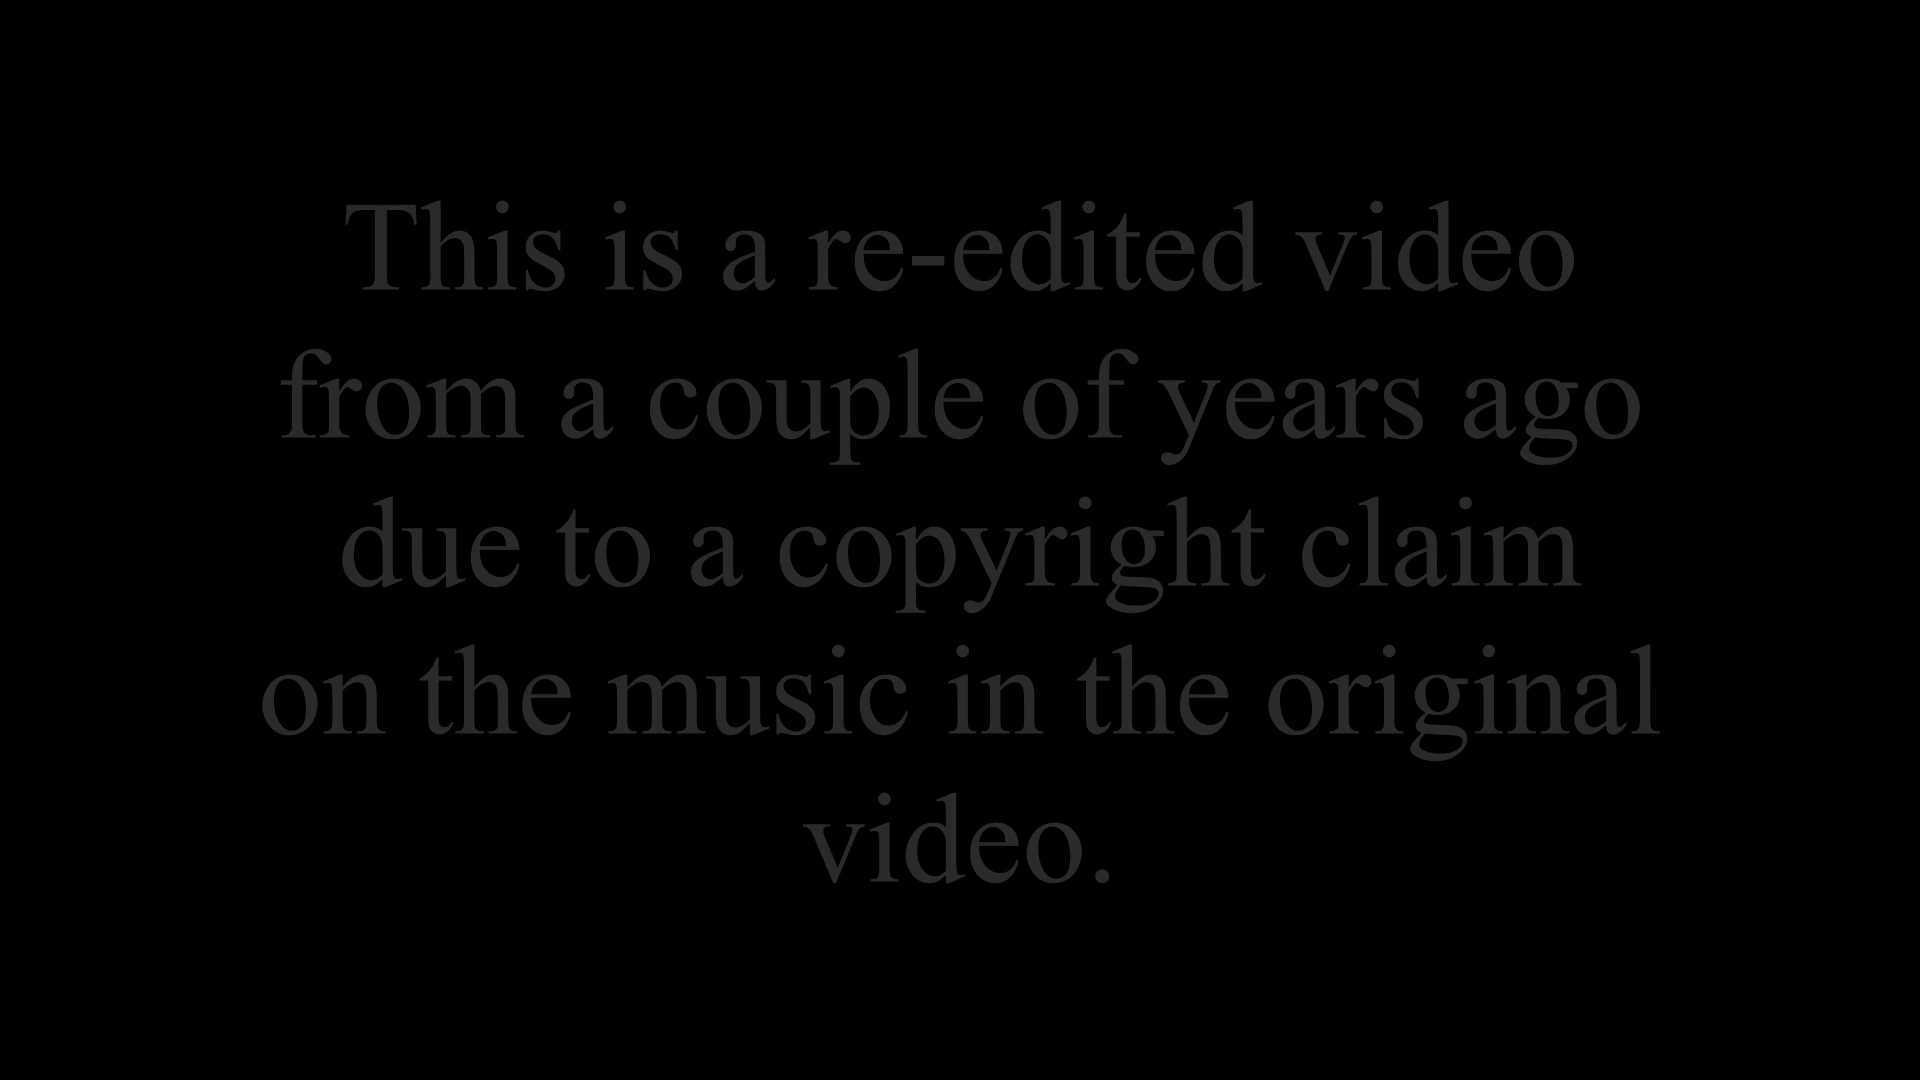 This is a re-edited video
from a couple of years ago
due to a copyright claim
on the music in the original
video.